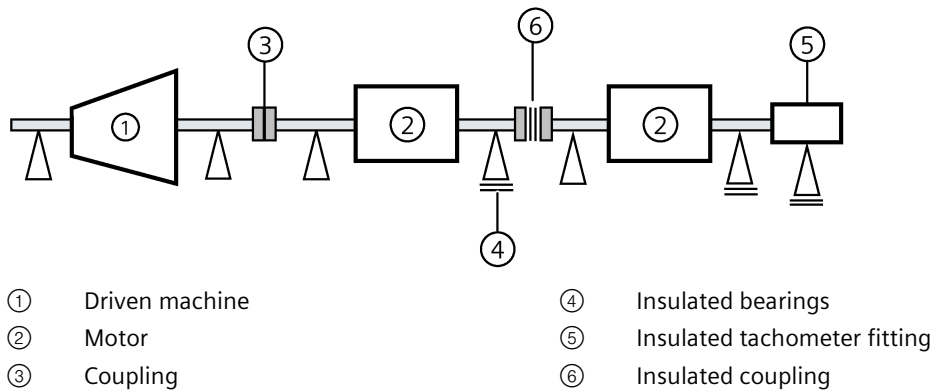 ③ ⑥ ⑤
① ② ② 
④
① Driven machine ④ Insulated bearings
② Motor ⑤ Insulated tachometer fitting
③ Coupling ⑥ Insulated coupling